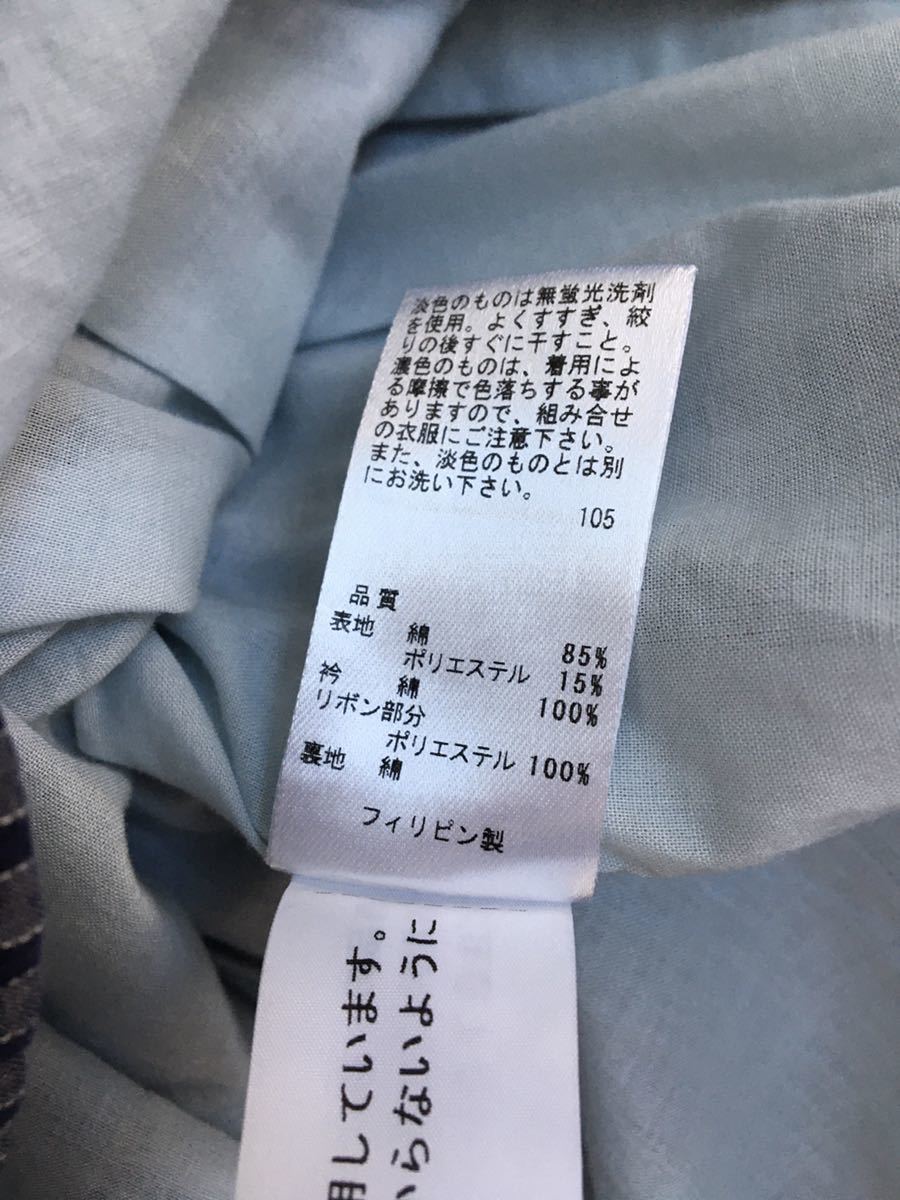 淡色のものは無蛍光洗剤
を使用。よくすすぎ、絞
りの後すぐに干すこと。
濃色のものは、着用によ
る摩擦で色落ちする事が
ありますので、組み合せ
の衣服にご注意下さい。
また、淡色のものとは別
にお洗い下さい。
105
品質
表地 綿 85%
ポリエステル 15%
衿 綿 100%
リボン部分
ポリエステル 100%
裏地 綿
フィリピン製
用しています。
らないように